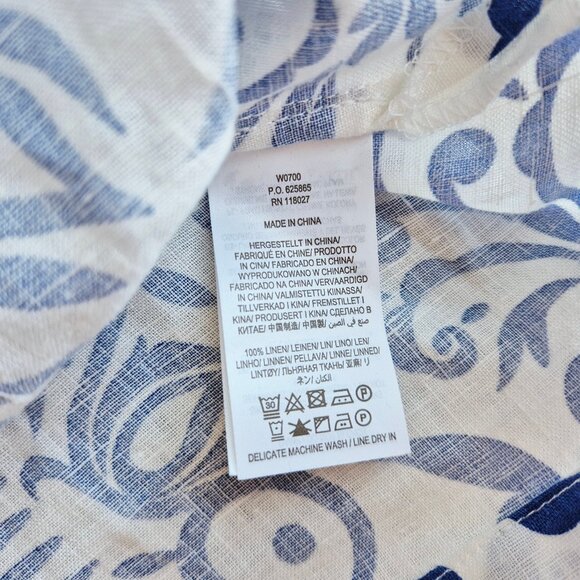 W0700
P.O. 625865
RN 118027
MADE IN CHINA
HERGESTELLT IN CHINA/
FABRIQUÉ EN CHINE/ PRODOTTO
IN CINA/ FABRICADO EN CHINA/
WYPRODUKOWANO W CHINACH/
FABRICADO NA CHINA/ VERVAARDIGD
IN CHINA/ VALMISTETTU KIINASSA/
TILLVERKAD I KINA/ FREMSTILLET I
KINA/ PRODUSERT I KINA/ СДЕЛАНО В
КИТАЕ/ 中国制造/ 中国製/ صنع في الصين
100% LINEN/ LEINEN/ LIN/ LINO/ LEN/
LINHO/ LINNEN/ PELLAVA/ LINNE/ LINNED/
LINTØY/ ЛЬНЯНАЯ ТКАНЬ/ 亚麻/ リ
ネン/ الكتان
30 P
P
DELICATE MACHINE WASH / LINE DRY IN